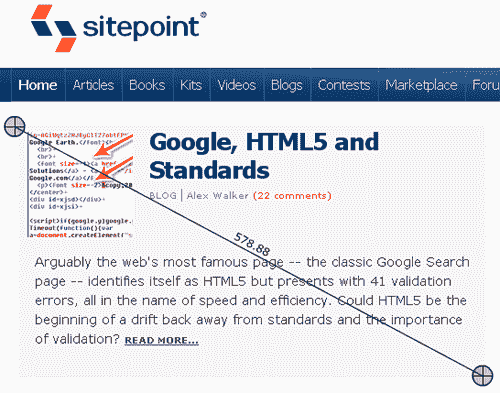 sitepoint®
Home Articles Books Kits Videos Blogs Contests Marketplace Foru
Google Earth.</font><
<br>
<br>
<font size=
Solutions</a> -
Google.com</a>
<p><font size=-2>&copy;20
</center>
<div id=xjsd></div>
<div id=xjsi>
(script)if(google.y)google.
Timeout(function(){var
a=document.createElement("s
Google, HTML5 and
Standards
BLOG | Alex Walker (22 comments)
578.88
Arguably the web's most famous page -- the classic Google Search
page -- identifies itself as HTML5 but presents with 41 validation
errors, all in the name of speed and efficiency. Could HTML5 be the
beginning of a drift back away from standards and the importance
of validation? READ MORE...